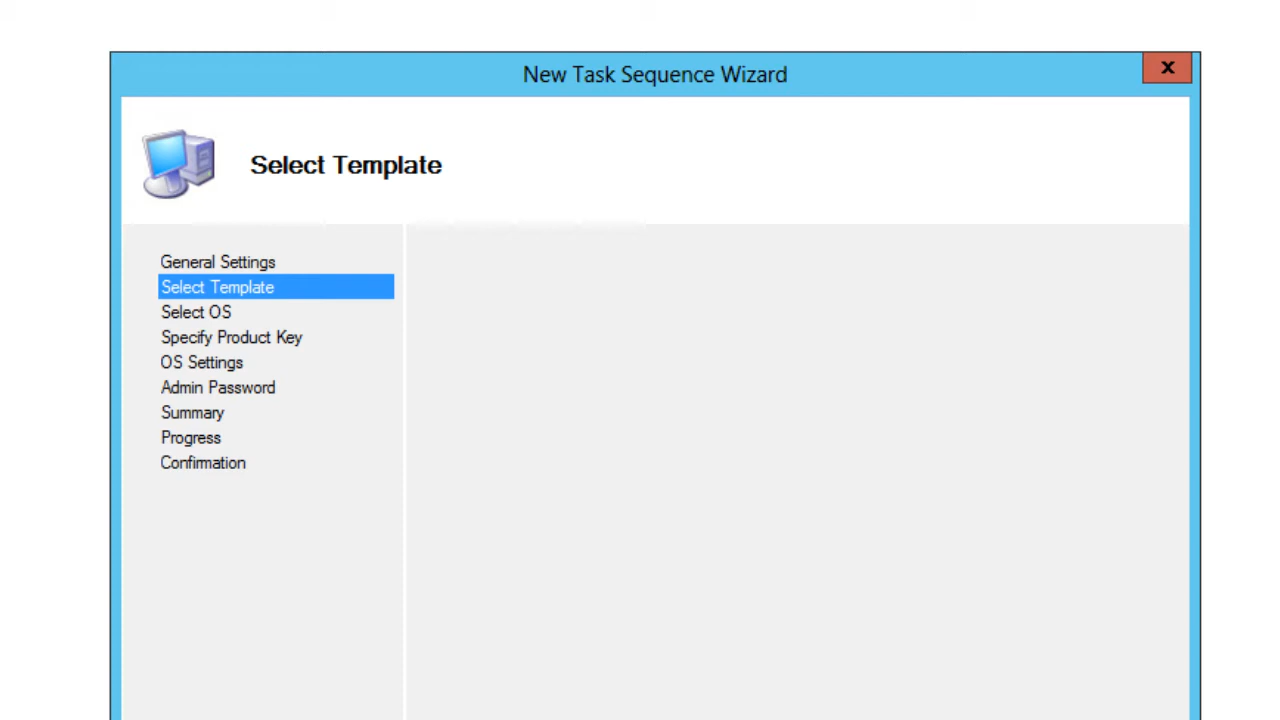 New Task Sequence Wizard
x
Select Template
General Settings
Select Template
Select OS
Specify Product Key
OS Settings
Admin Password
Summary
Progress
Confirmation